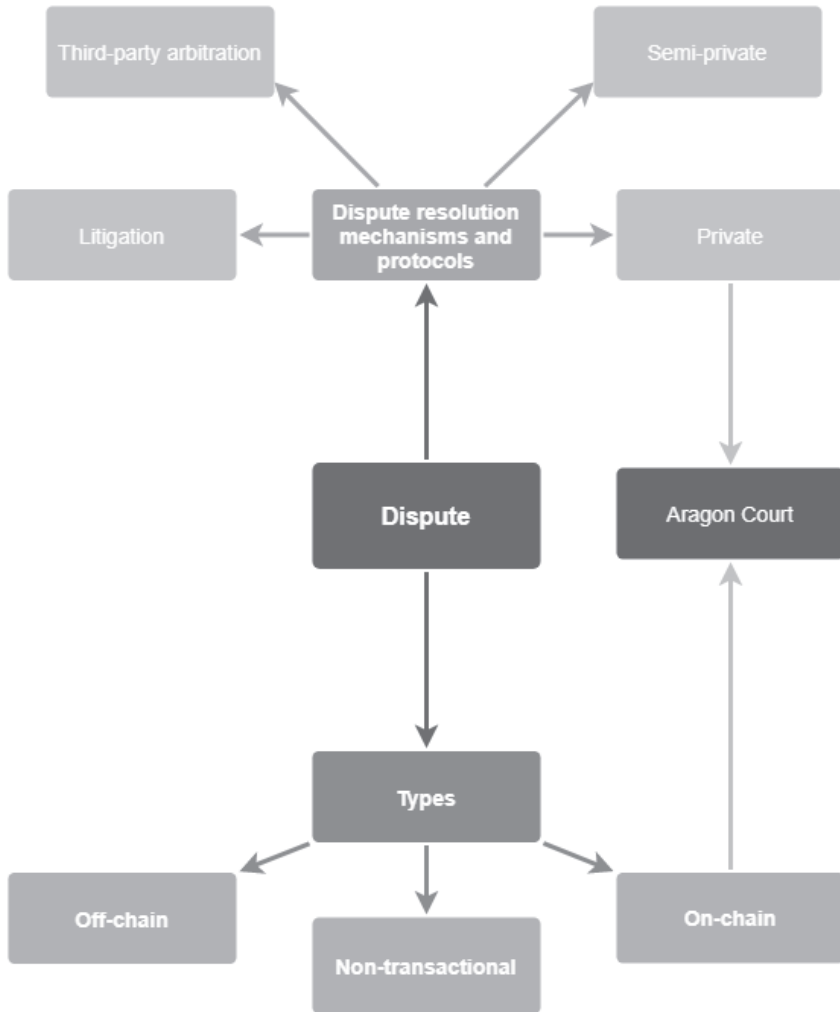 Third-party arbitration
Semi-private
Litigation
Dispute resolution
mechanisms and
protocols
Private
Dispute
Aragon Court
Types
Off-chain
Non-transactional
On-chain